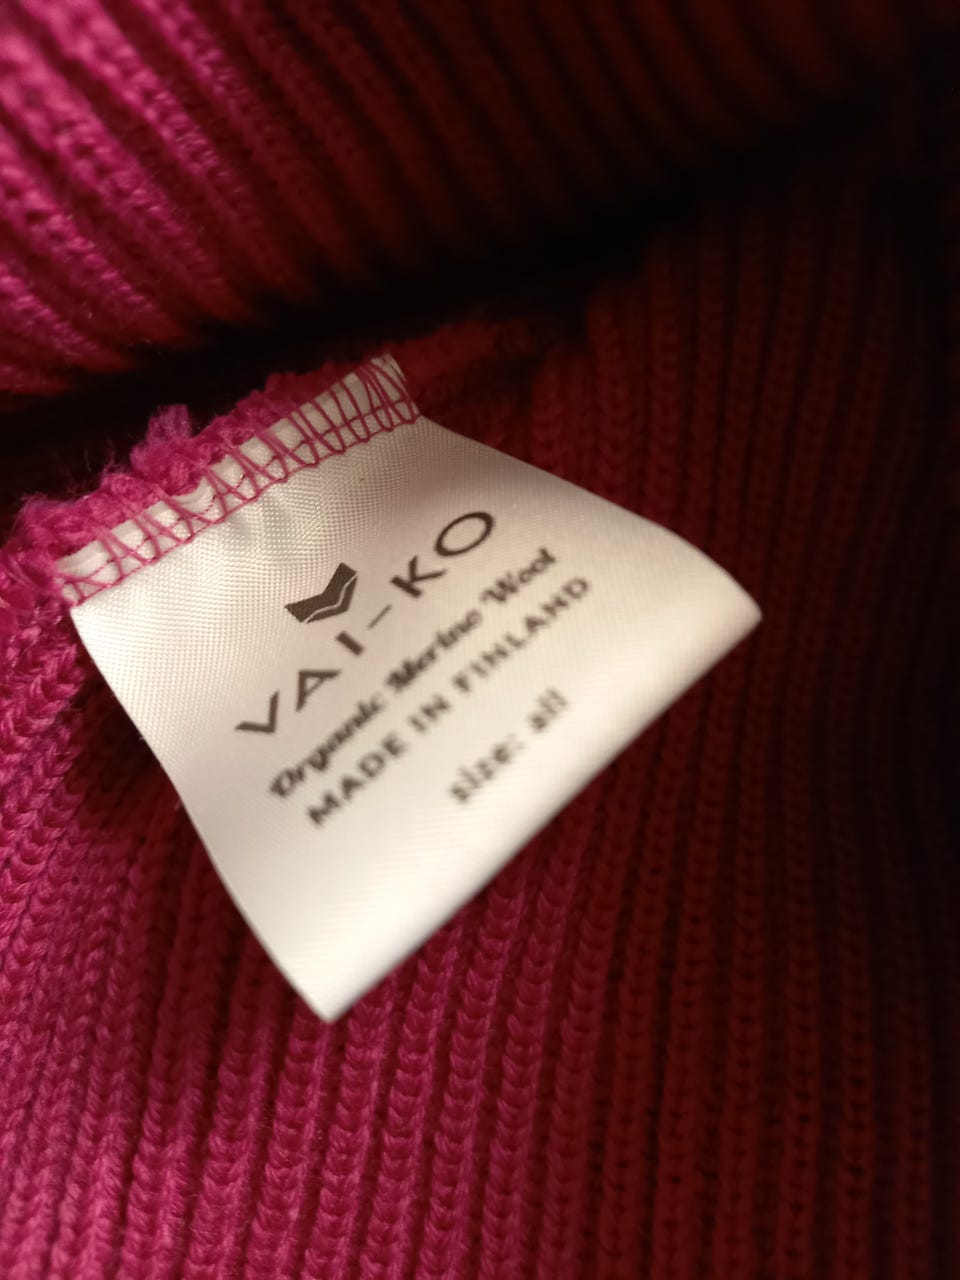 VAI-KO
Organic Merino Wool
MADE IN FINLAND
size: all